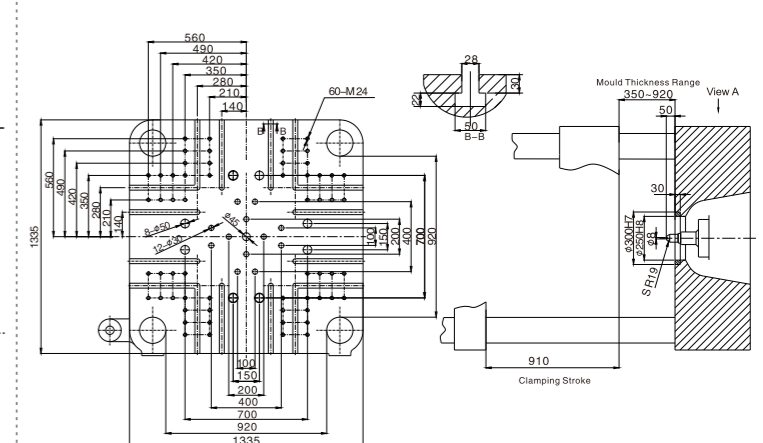 560
490
420
350
280
210
140
60–M24
B B
560
490
420
350
280
210
140
1335
8–Φ50
12–Φ30
Φ45
100
150
200
400
700
920
100
150
200
400
700
920
1335
28
30
22
50
B–B
Mould Thickness Range
350~920
View A
50
30
Φ300H7
Φ250H8
Φ8
SR19
910
Clamping Stroke